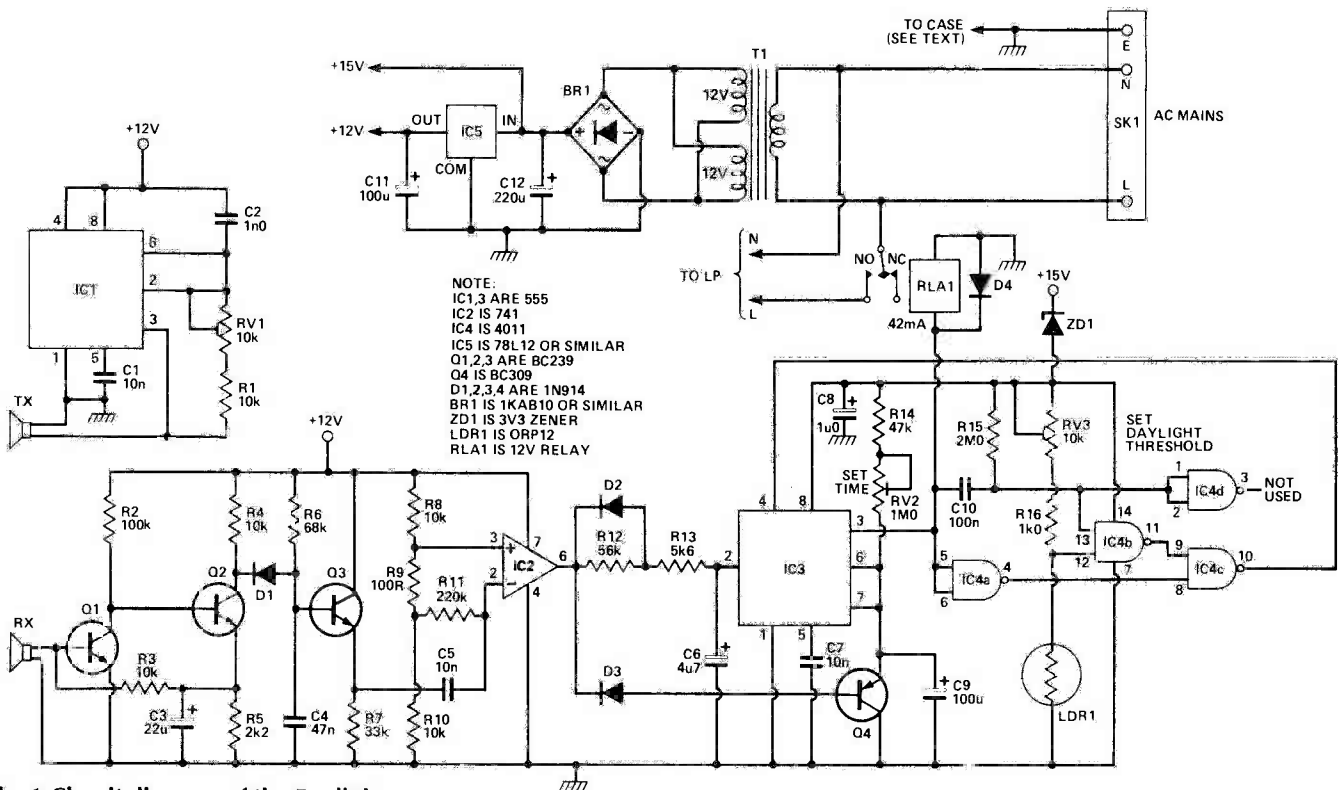 TO CASE
(SEE TEXT)
E
N
SK1
AC MAINS
L
T1
12V
12V
+15V
BR1
+12V
OUT
IC5
IN
COM
C11
100u
C12
220u
+
+
+
-
~
~
N
TO LP
L
NO
NC
RLA1
D4
42mA
+15V
ZD1
+12V
4
8
C2
1n0
6
2
IC1
3
RV1
10k
1
5
C1
10n
R1
10k
TX
NOTE:
IC1,3 ARE 555
IC2 IS 741
IC4 IS 4011
IC5 IS 78L12 OR SIMILAR
Q1,2,3 ARE BC239
Q4 IS BC309
D1,2,3,4 ARE 1N914
BR1 IS 1KAB10 OR SIMILAR
ZD1 IS 3V3 ZENER
LDR1 IS ORP12
RLA1 IS 12V RELAY
+12V
R2
100k
R4
10k
R6
68k
R8
10k
Q1
Q2
D1
Q3
RX
R3
10k
C3
22u
+
R5
2k2
C4
47n
R7
33k
R9
100R
R11
220k
C5
10n
R10
10k
3
+
2
-
IC2
7
6
4
D2
R12
56k
R13
5k6
D3
C6
4u7
+
C8
1u0
+
R14
47k
SET
TIME
RV2
1M0
4
8
2
IC3
3
6
7
1
5
C7
10n
Q4
C9
100u
+
R15
2M0
C10
100n
RV3
10k
SET
DAYLIGHT
THRESHOLD
R16
1k0
1
2
IC4d
3
NOT
USED
14
13
12
IC4b
11
7
5
6
IC4a
4
9
8
IC4c
10
LDR1